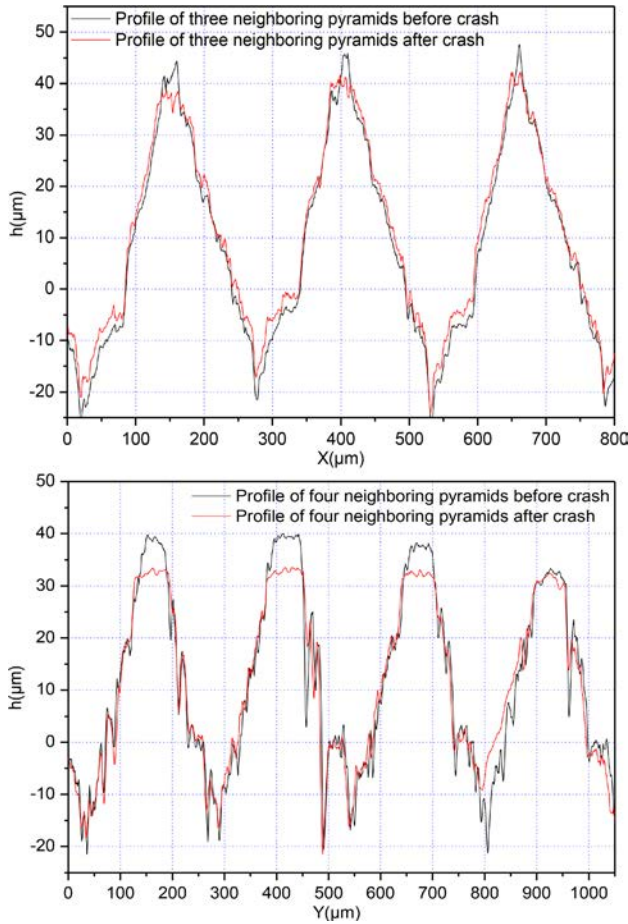 Profile of three neighboring pyramids before crash
Profile of three neighboring pyramids after crash
50
40
30
20
10
0
-10
-20
h(µm)
0 100 200 300 400 500 600 700 800
X(µm)
Profile of four neighboring pyramids before crash
Profile of four neighboring pyramids after crash
50
40
30
20
10
0
-10
-20
h(µm)
0 100 200 300 400 500 600 700 800 900 1000
Y(µm)